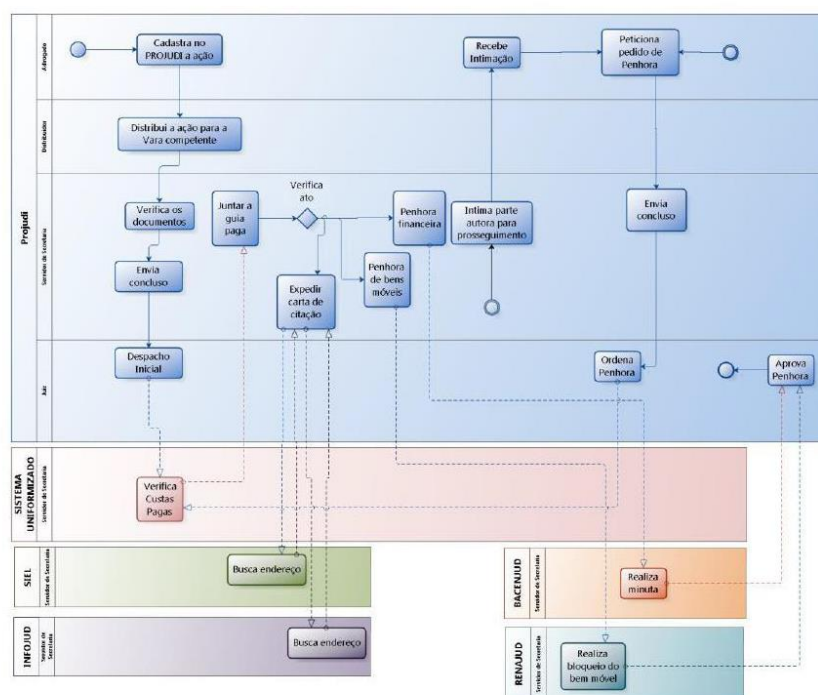 Projudi
Advogado
Cadastra no
PROJUDI a ação
Recebe
Intimação
Peticiona
pedido de
Penhora
Distribuidor
Distribui a ação para a
Vara competente
Servidor de Secretaria
Verifica os
documentos
Envia
concluso
Juntar a
guia
paga
Verifica
ato
Expedir
carta de
citação
Penhora
financeira
Penhora
de bens
móveis
Intima parte
autora para
prosseguimento
Envia
concluso
Juiz
Despacho
Inicial
Ordena
Penhora
Aprova
Penhora
SISTEMA
UNIFORMIZADO
Servidor de Secretaria
Verifica
Custas
Pagas
SIEL
Servidor de Secretaria
Busca endereço
BACENJUD
Servidor de Secretaria
Realiza
minuta
INFOJUD
Servidor de
Secretaria
Busca endereço
RENAJUD
Servidor de Secretaria
Realiza
bloqueio do
bem móvel